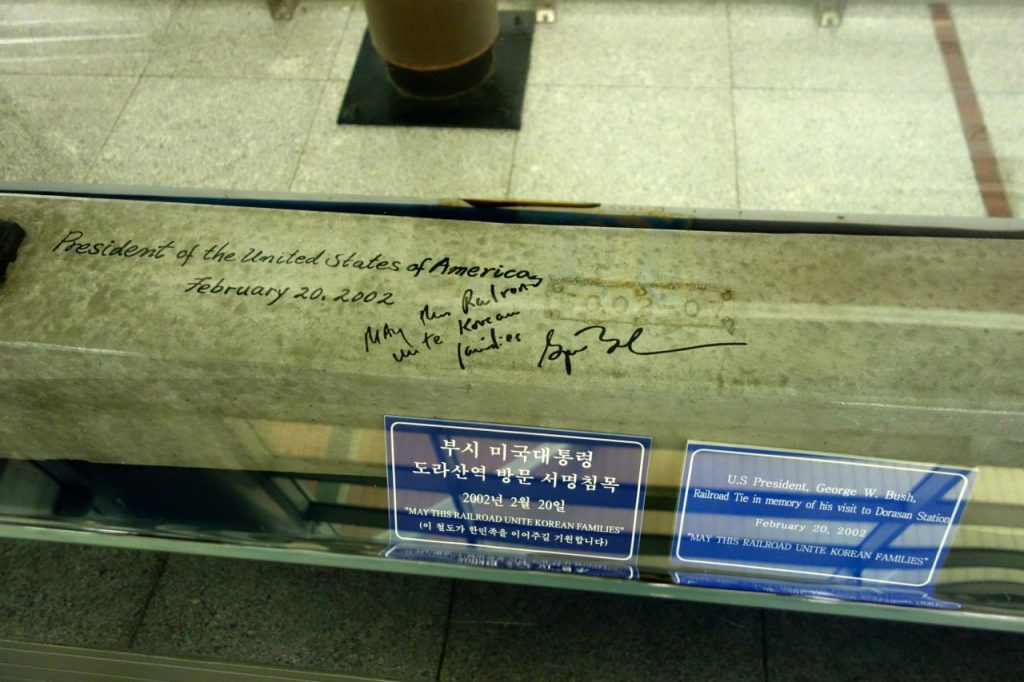 President of the United States of America
February 20. 2002
May this Railroad
unite Korean
families
부시 미국대통령
도라산역 방문 서명침목
2002년 2월 20일
"MAY THIS RAILROAD UNITE KOREAN FAMILIES"
(이 철도가 한민족을 이어주길 기원합니다)
U.S President, George W. Bush,
Railroad Tie in memory of his visit to Dorasan Station
February 20, 2002
"MAY THIS RAILROAD UNITE KOREAN FAMILIES"